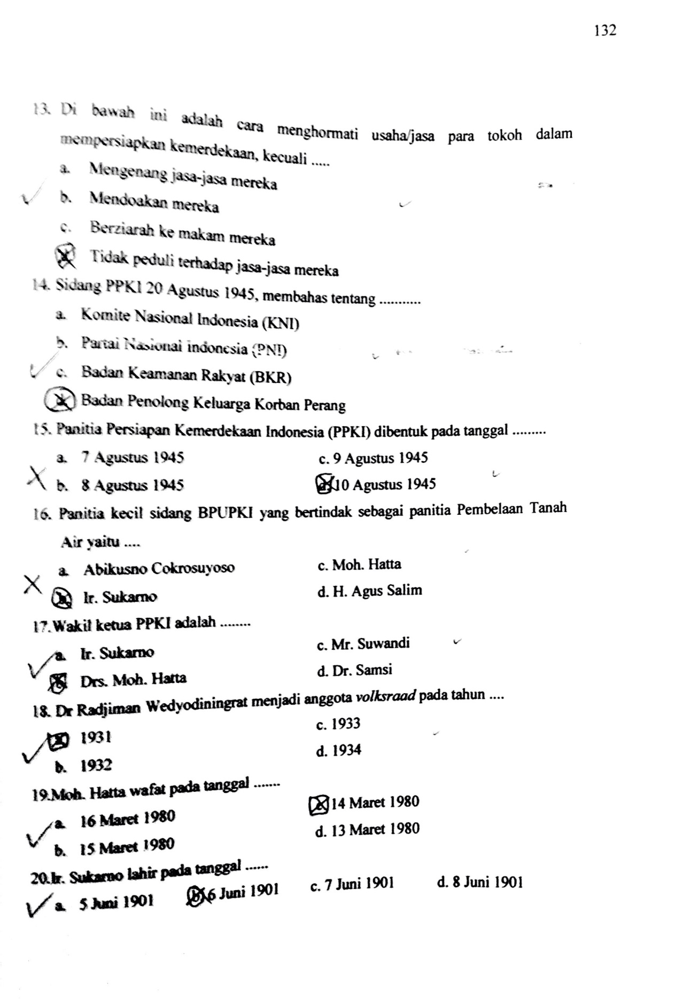 132
13. Di bawah ini adalah cara menghormati usaha/jasa para tokoh dalam
mempersiapkan kemerdekaan, kecuali .....
a. Mengenang jasa-jasa mereka
b. Mendoakan mereka
c. Berziarah ke makam mereka
Tidak peduli terhadap jasa-jasa mereka
14. Sidang PPKI 20 Agustus 1945, membahas tentang ...........
a. Komite Nasional Indonesia (KNI)
b. Partai Nasional indonesia (PNI)
c. Badan Keamanan Rakyat (BKR)
Badan Penolong Keluarga Korban Perang
15. Panitia Persiapan Kemerdekaan Indonesia (PPKI) dibentuk pada tanggal .........
a. 7 Agustus 1945 c. 9 Agustus 1945
b. 8 Agustus 1945 d. 10 Agustus 1945
16. Panitia kecil sidang BPUPKI yang bertindak sebagai panitia Pembelaan Tanah
Air yaitu ....
a. Abikusno Cokrosuyoso c. Moh. Hatta
b. Ir. Sukarno d. H. Agus Salim
17. Wakil ketua PPKI adalah ........
a. Ir. Sukarno c. Mr. Suwandi
Drs. Moh. Hatta d. Dr. Samsi
18. Dr Radjiman Wedyodiningrat menjadi anggota volksraad pada tahun ....
1931 c. 1933
b. 1932 d. 1934
19.Moh. Hatta wafat pada tanggal .......
a. 16 Maret 1980 c. 14 Maret 1980
b. 15 Maret 1980 d. 13 Maret 1980
20.Ir. Sukarno lahir pada tanggal ......
a. 5 Juni 1901 b. 6 Juni 1901 c. 7 Juni 1901 d. 8 Juni 1901